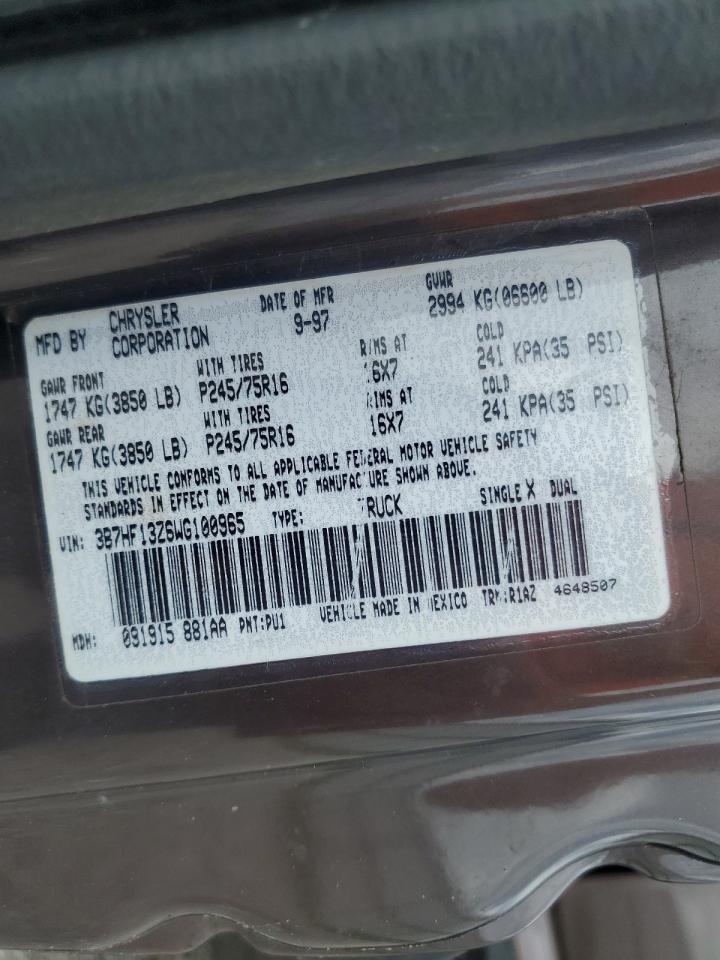 MFD BY CHRYSLER CORPORATION DATE OF MFR 9-97 GVWR 2994 KG(06600 LB)
GAWR FRONT WITH TIRES RIMS AT COLD
1747 KG(3850 LB) P245/75R16 16X7 241 KPA(35 PSI)
GAWR REAR WITH TIRES RIMS AT COLD
1747 KG(3850 LB) P245/75R16 16X7 241 KPA(35 PSI)
THIS VEHICLE CONFORMS TO ALL APPLICABLE FEDERAL MOTOR VEHICLE SAFETY
STANDARDS IN EFFECT ON THE DATE OF MANUFACTURE SHOWN ABOVE.
VIN: 3B7HF13Z6WG100965 TYPE: TRUCK SINGLE X DUAL
MDH: 091915 881AA PNT:PU1 VEHICLE MADE IN MEXICO TRM:R1AZ 4648507